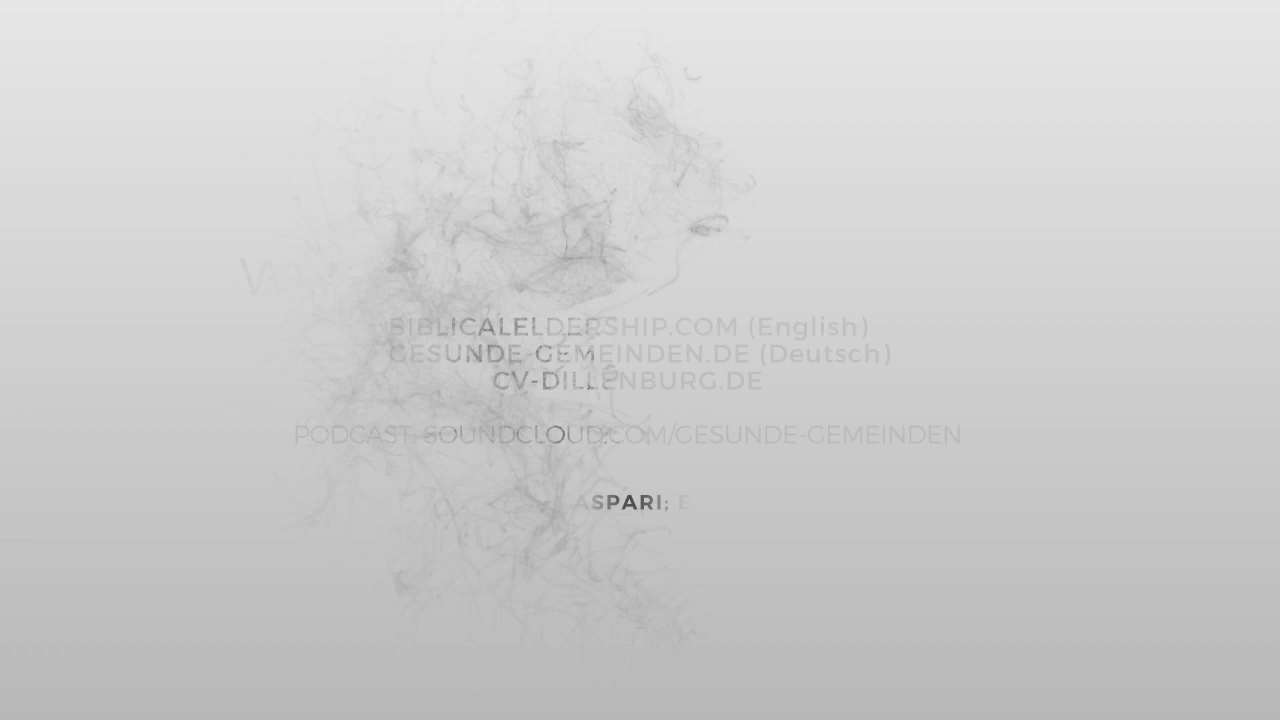 BIBLICALELDERSHIP.COM (English)
GESUNDE-GEMEINDEN.DE (Deutsch)
CV-DILLENBURG.DE
PODCAST: SOUNDCLOUD.COM/GESUNDE-GEMEINDEN
ASPARI; E